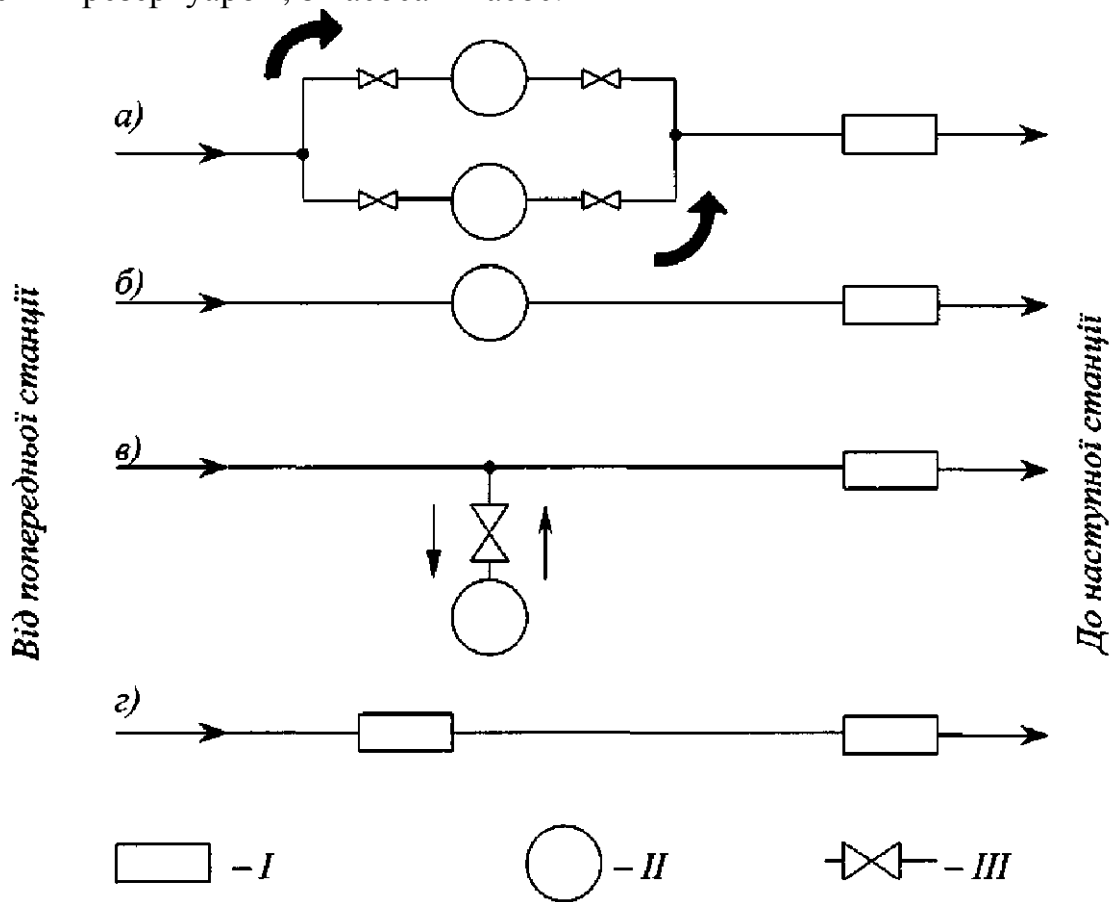 а)
б)
в)
г)
Від попередньої станції
До наступної станції
– I
– II
– III